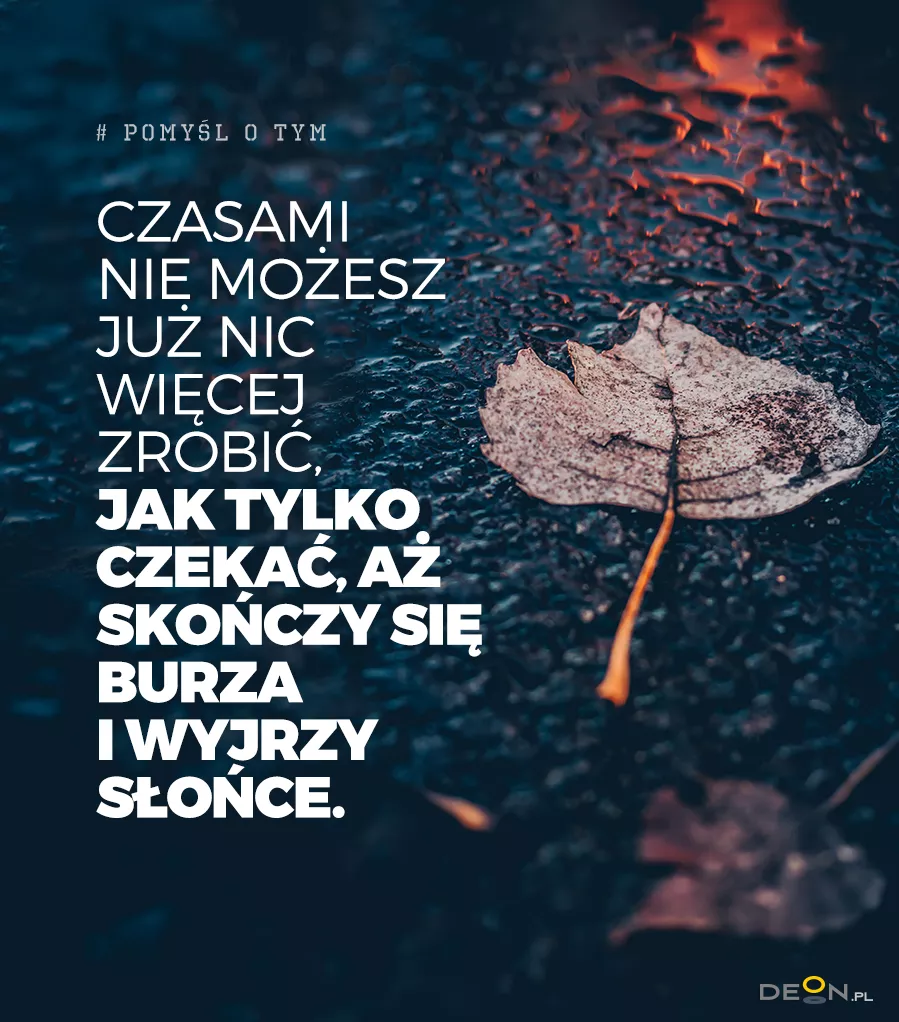 # POMYŚL O TYM
CZASAMI
NIE MOŻESZ
JUŻ NIC
WIĘCEJ
ZROBIĆ,
JAK TYLKO
CZEKAĆ, AŻ
SKOŃCZY SIĘ
BURZA
I WYJRZY
SŁOŃCE.
DEON.PL